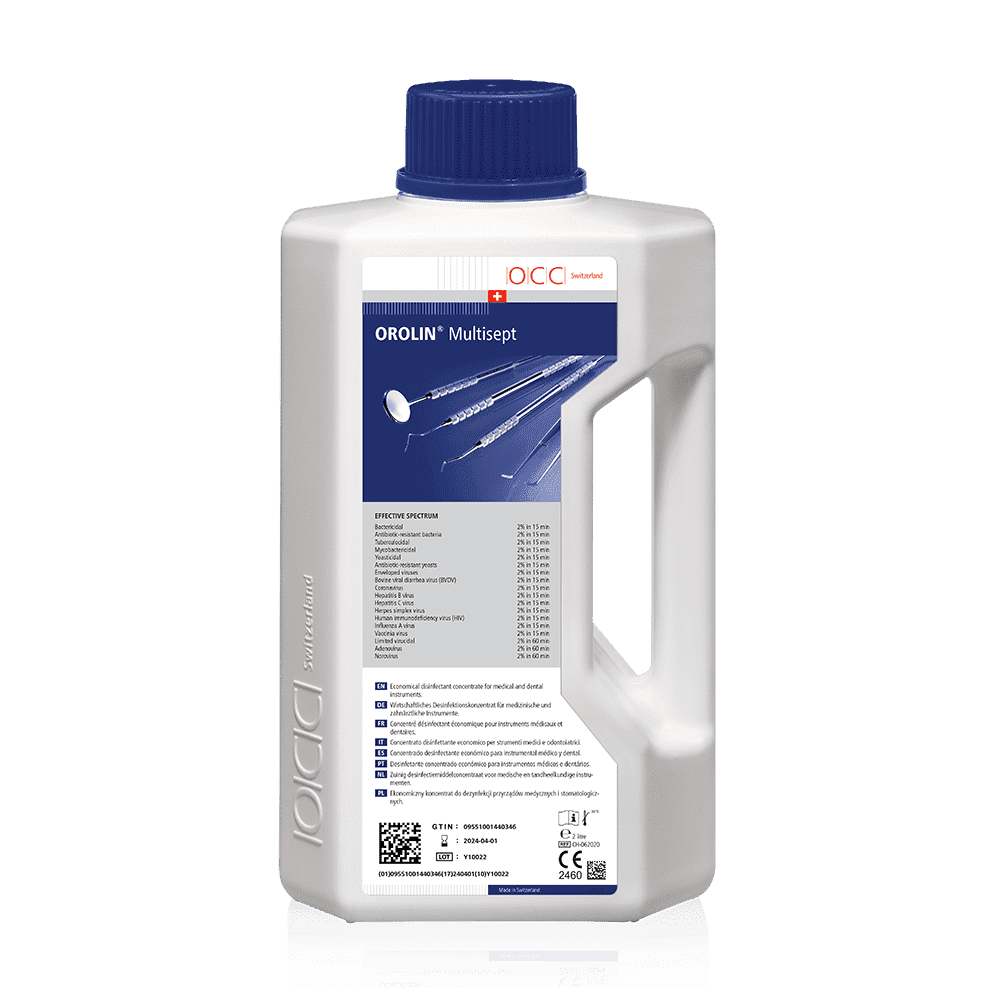 OCC Switzerland
OROLIN® Multisept
EFFECTIVE SPECTRUM
Bactericidal 2% in 15 min
Antibiotic-resistant bacteria 2% in 15 min
Tuberculocidal 2% in 15 min
Mycobactericidal 2% in 15 min
Yeasticidal 2% in 15 min
Antibiotic-resistant yeasts 2% in 15 min
Enveloped viruses 2% in 15 min
Bovine viral diarrhea virus (BVDV) 2% in 15 min
Coronavirus 2% in 15 min
Hepatitis B virus 2% in 15 min
Hepatitis C virus 2% in 15 min
Herpes simplex virus 2% in 15 min
Human immunodeficiency virus (HIV) 2% in 15 min
Influenza A virus 2% in 15 min
Vaccinia virus 2% in 15 min
Limited virucidal 2% in 60 min
Adenovirus 2% in 60 min
Norovirus 2% in 60 min
EN Economical disinfectant concentrate for medical and dental
instruments.
DE Wirtschaftliches Desinfektionskonzentrat für medizinische und
zahnärztliche Instrumente.
FR Concentré désinfectant économique pour instruments médicaux et
dentaires.
IT Concentrato disinfettante economico per strumenti medici e odontoiatrici.
ES Concentrado desinfectante económico para instrumental médico y dental.
PT Desinfetante concentrado económico para instrumentos médicos e dentários.
NL Zuinig desinfectiemiddelconcentraat voor medische en tandheelkundige instru-
menten.
PL Ekonomiczny koncentrat do dezynfekcji przyrządów medycznych i stomatologicz-
nych.
GTIN : 09551001440346
: 2024-04-01
LOT : Y10022
(01)09551001440346(17)240401(10)Y10022
℮ 2 litre
REF CH-062020
CE
2460
Made in Switzerland
OCC Switzerland